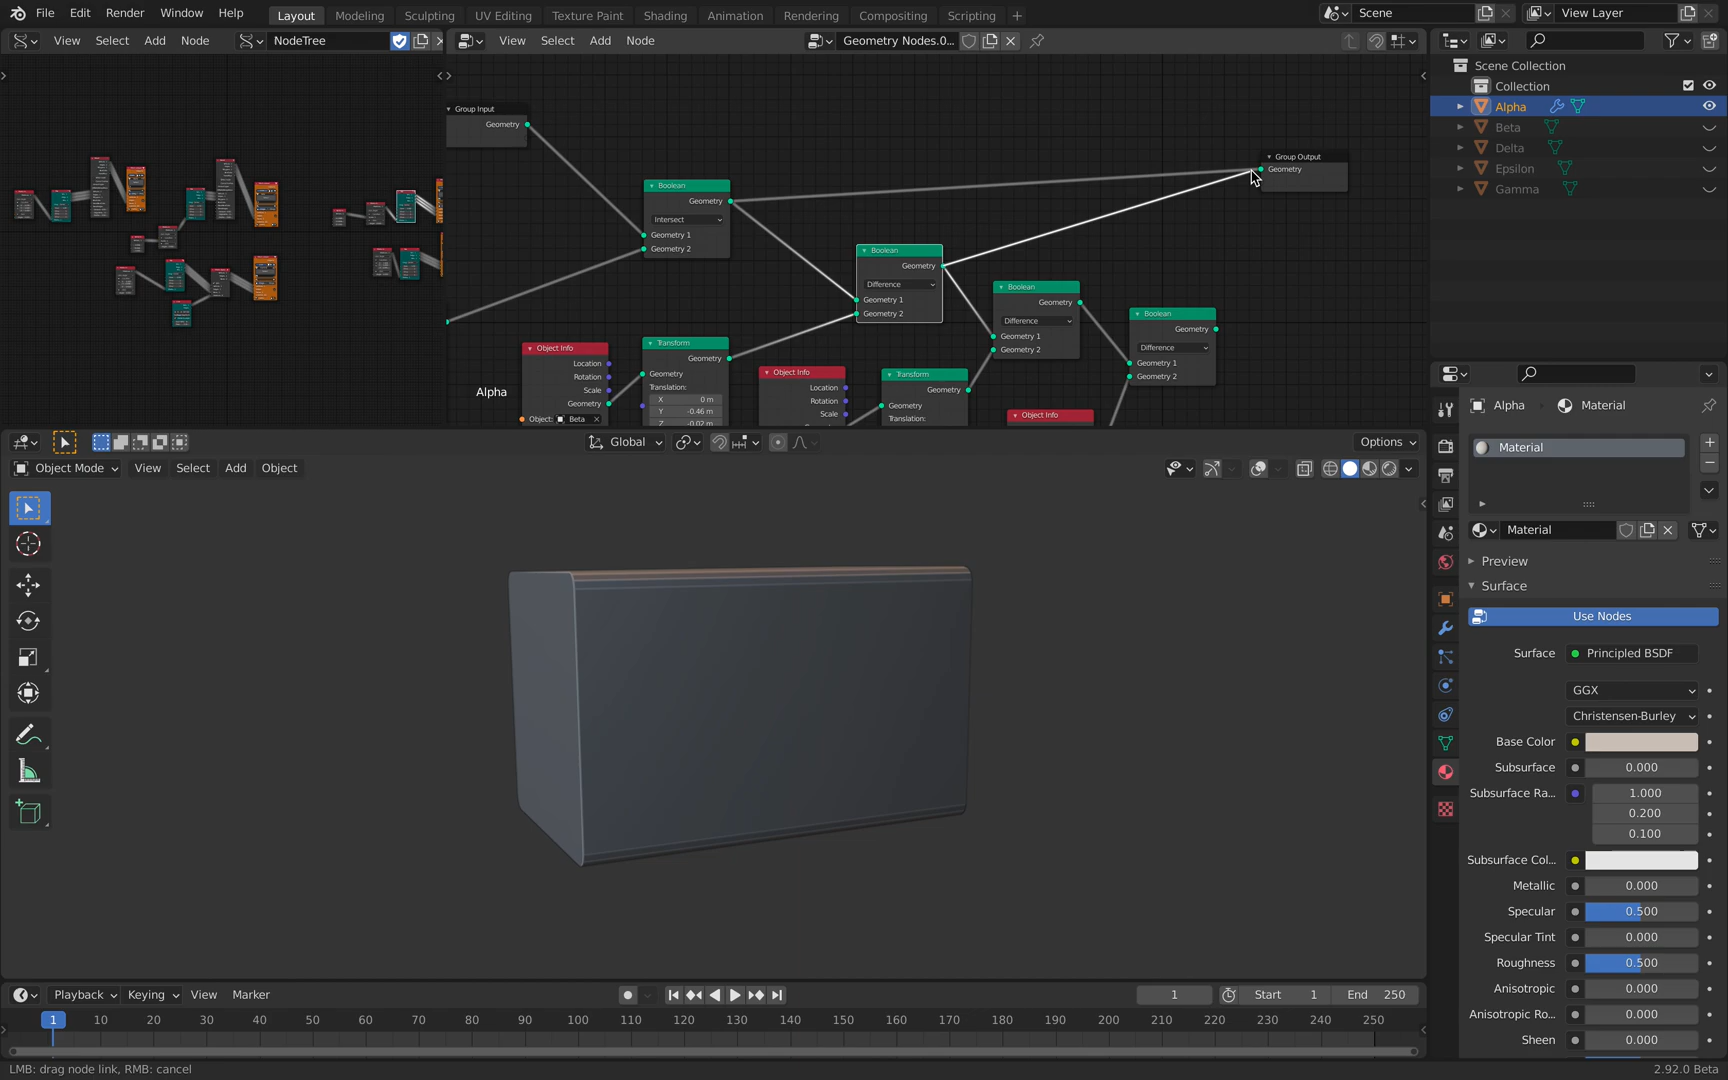 File Edit Render Window Help Layout Modeling Sculpting UV Editing Texture Paint Shading Animation Rendering Compositing Scripting + Scene View Layer
View Select Add Node NodeTree View Select Add Node Geometry Nodes.0...
Scene Collection
Collection
Alpha
Beta
Delta
Epsilon
Gamma
Group Input
Geometry
Group Output
Geometry
Boolean
Geometry
Intersect
Geometry 1
Geometry 2
Boolean
Geometry
Difference
Geometry 1
Geometry 2
Boolean
Geometry
Difference
Geometry 1
Geometry 2
Boolean
Geometry
Difference
Geometry 1
Geometry 2
Alpha
Object Info
Location
Rotation
Scale
Geometry
Object: Beta
Transform
Geometry
Geometry
Translation:
X 0 m
Y -0.46 m
Z -0.02 m
Object Info
Location
Rotation
Scale
Transform
Geometry
Geometry
Translation:
Object Info
Global Options
Object Mode View Select Add Object
Alpha Material
Material
Material
Preview
Surface
Use Nodes
Surface Principled BSDF
GGX
Christensen-Burley
Base Color
Subsurface 0.000
Subsurface Ra... 1.000
0.200
0.100
Subsurface Col...
Metallic 0.000
Specular 0.500
Specular Tint 0.000
Roughness 0.500
Anisotropic 0.000
Anisotropic Ro... 0.000
Sheen 0.000
Playback Keying View Marker 1 Start 1 End 250
1 10 20 30 40 50 60 70 80 90 100 110 120 130 140 150 160 170 180 190 200 210 220 230 240 250
LMB: drag node link, RMB: cancel 2.92.0 Beta